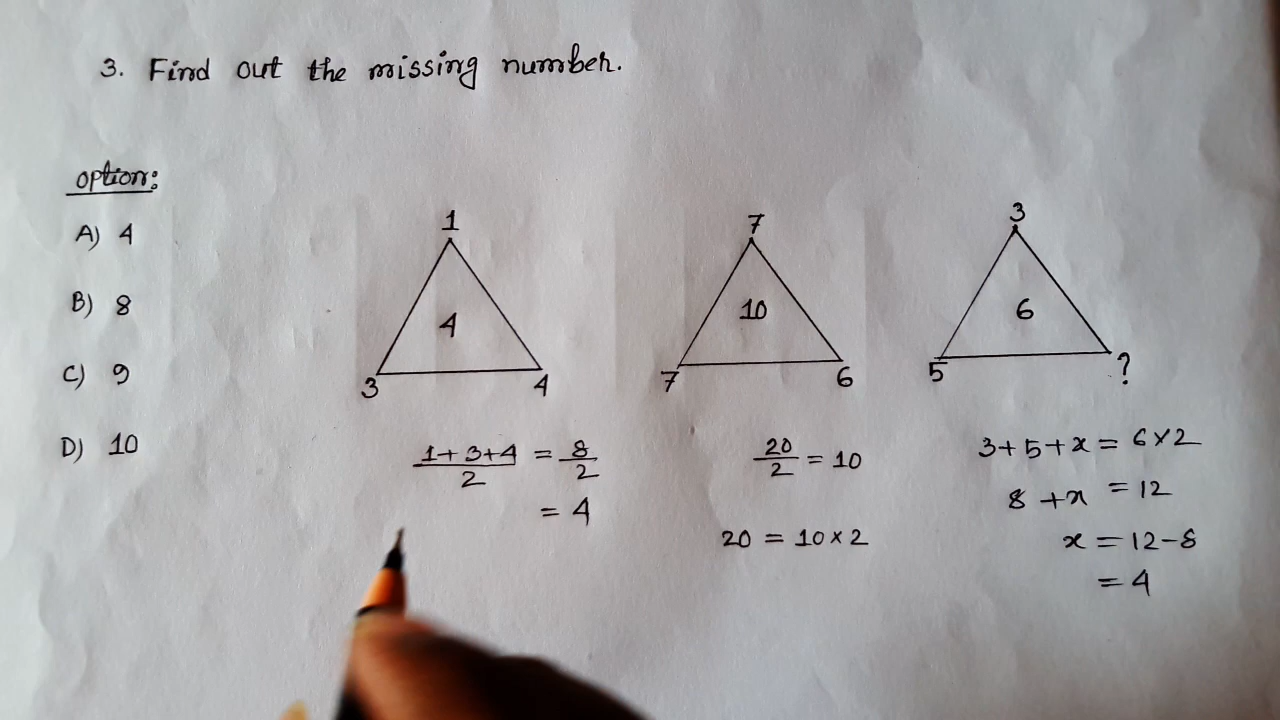 3. Find out the missing number.
option:
A) 4
B) 8
C) 9
D) 10
1
4
3 4
7
10
7 6
3
6
5 ?
1+3+4/2 = 8/2
= 4
20/2 = 10
20 = 10×2
3+5+x = 6×2
8+x = 12
x = 12-8
= 4